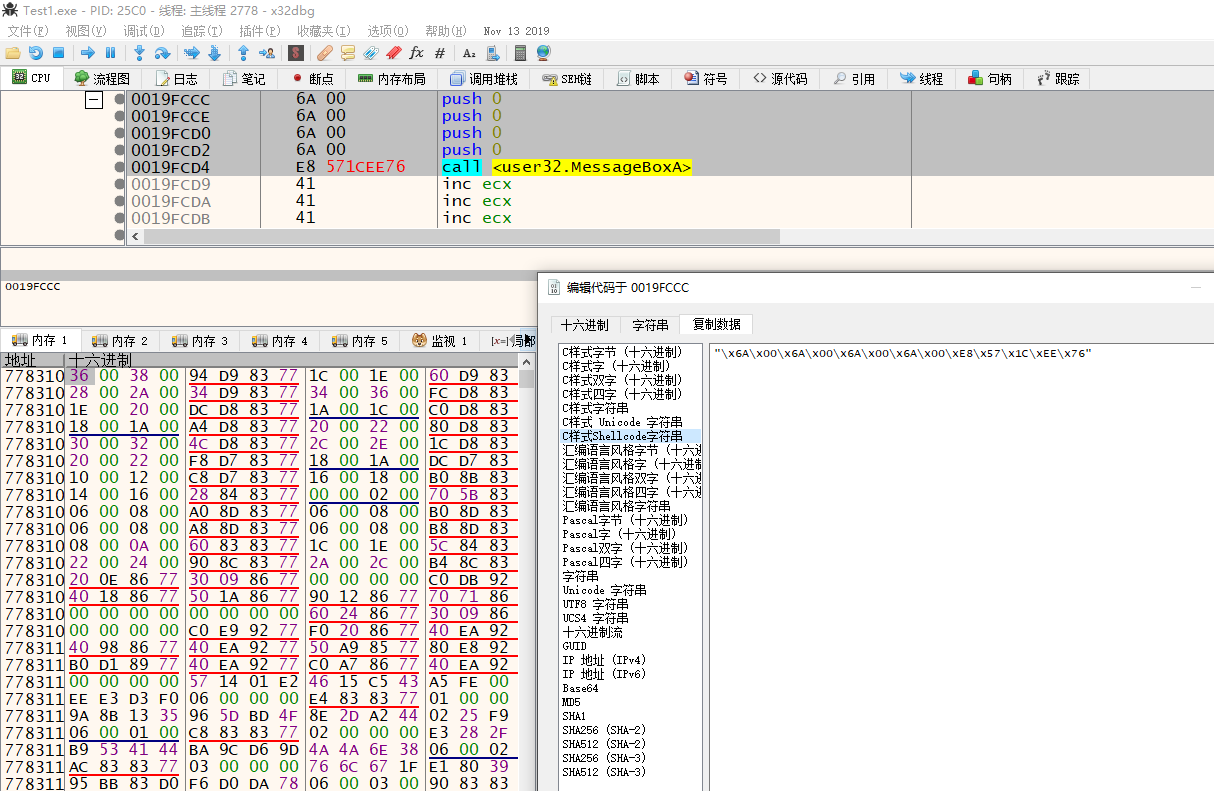 Test1.exe - PID: 25C0 - 线程: 主线程 2778 - x32dbg
文件(F) 视图(V) 调试(D) 追踪(T) 插件(P) 收藏夹(I) 选项(O) 帮助(H) Nov 13 2019
CPU 流程图 日志 笔记 断点 内存布局 调用堆栈 SEH链 脚本 符号 源代码 引用 线程 句柄 跟踪
0019FCCC 6A 00 push 0
0019FCCE 6A 00 push 0
0019FCD0 6A 00 push 0
0019FCD2 6A 00 push 0
0019FCD4 E8 571CEE76 call <user32.MessageBoxA>
0019FCD9 41 inc ecx
0019FCDA 41 inc ecx
0019FCDB 41 inc ecx
0019FCCC
内存 1 内存 2 内存 3 内存 4 内存 5 监视 1 [x=] 局部
地址 十六进制
778310 36 00 38 00 94 D9 83 77 1C 00 1E 00 60 D9 83
778310 28 00 2A 00 34 D9 83 77 34 00 36 00 FC D8 83
778310 1E 00 20 00 DC D8 83 77 1A 00 1C 00 C0 D8 83
778310 18 00 1A 00 A4 D8 83 77 20 00 22 00 80 D8 83
778310 30 00 32 00 4C D8 83 77 2C 00 2E 00 1C D8 83
778310 20 00 22 00 F8 D7 83 77 18 00 1A 00 DC D7 83
778310 10 00 12 00 C8 D7 83 77 16 00 18 00 B0 8B 83
778310 14 00 16 00 28 84 83 77 00 00 02 00 70 5B 83
778310 06 00 08 00 A0 8D 83 77 06 00 08 00 B0 8D 83
778310 06 00 08 00 A8 8D 83 77 06 00 08 00 B8 8D 83
778310 08 00 0A 00 60 83 83 77 1C 00 1E 00 5C 84 83
778310 22 00 24 00 90 8C 83 77 2A 00 2C 00 B4 8C 83
778310 20 0E 86 77 30 09 86 77 00 00 00 00 C0 DB 92
778310 40 18 86 77 50 1A 86 77 90 12 86 77 70 71 86
778310 00 00 00 00 00 00 00 00 60 24 86 77 30 09 86
778310 00 00 00 00 C0 E9 92 77 F0 20 86 77 40 EA 92
778311 40 98 86 77 40 EA 92 77 50 A9 85 77 80 E8 92
778311 B0 D1 89 77 40 EA 92 77 C0 A7 86 77 40 EA 92
778311 00 00 00 00 57 14 01 E2 46 15 C5 43 A5 FE 00
778311 EE E3 D3 F0 06 00 00 00 E4 83 83 77 01 00 00
778311 9A 8B 13 35 96 5D BD 4F 8E 2D A2 44 02 25 F9
778311 06 00 01 00 C8 83 83 77 02 00 00 00 E3 28 2F
778311 B9 53 41 44 BA 9C D6 9D 4A 4A 6E 38 06 00 02
778311 AC 83 83 77 03 00 00 00 76 6C 67 1F E1 80 39
778311 95 BB 83 D0 F6 D0 DA 78 06 00 03 00 90 83 83
编辑代码于 0019FCCC
十六进制 字符串 复制数据
C样式字节 (十六进制)
C样式字 (十六进制)
C样式双字 (十六进制)
C样式四字 (十六进制)
C样式字符串
C样式 Unicode 字符串
C样式Shellcode字符串
汇编语言风格字节 (十六进
汇编语言风格字 (十六进制
汇编语言风格双字 (十六进
汇编语言风格四字 (十六进
汇编语言风格字符串
Pascal字节 (十六进制)
Pascal字 (十六进制)
Pascal双字 (十六进制)
Pascal四字 (十六进制)
字符串
Unicode 字符串
UTF8 字符串
UCS4 字符串
十六进制流
GUID
IP 地址 (IPv4)
IP 地址 (IPv6)
Base64
MD5
SHA1
SHA256 (SHA-2)
SHA512 (SHA-2)
SHA256 (SHA-3)
SHA512 (SHA-3)
"\x6A\x00\x6A\x00\x6A\x00\x6A\x00\xE8\x57\x1C\xEE\x76"